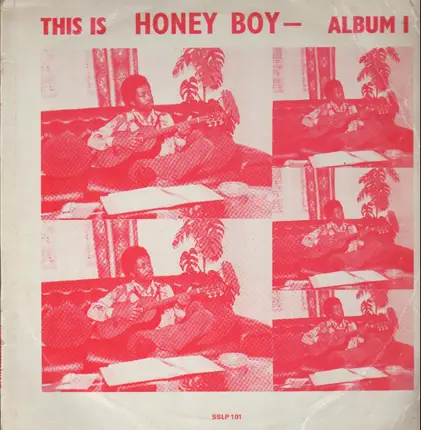 THIS IS HONEY BOY — ALBUM I
SSLP 101